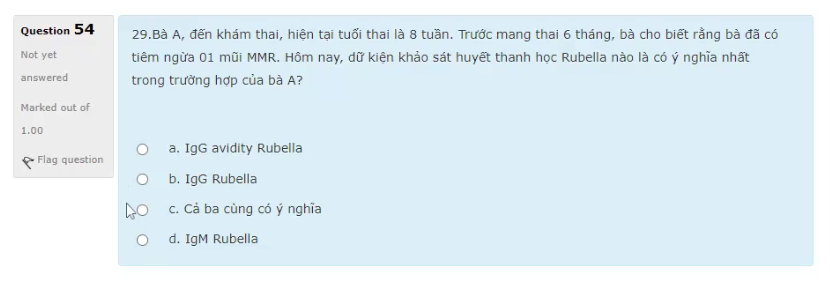 Question 54
Not yet
answered
Marked out of
1.00
Flag question
29.Bà A, đến khám thai, hiện tại tuổi thai là 8 tuần. Trước mang thai 6 tháng, bà cho biết rằng bà đã có
tiêm ngừa 01 mũi MMR. Hôm nay, dữ kiện khảo sát huyết thanh học Rubella nào là có ý nghĩa nhất
trong trường hợp của bà A?
a. IgG avidity Rubella
b. IgG Rubella
c. Cả ba cùng có ý nghĩa
d. IgM Rubella